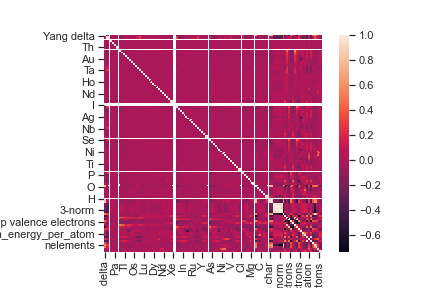 Yang delta
Th
Au
Ta
Ho
Nd
I
Ag
Nb
Se
Ni
Ti
P
O
H
3-norm
p valence electrons
_energy_per_atom
nelements
delta
Pa
Tl
Os
Lu
Dy
Nd
Xe
In
Ru
Y
As
Ni
V
Cl
Mg
C
char
norm
trons
trons
ation
toms
1.0
0.8
0.6
0.4
0.2
0.0
−0.2
−0.4
−0.6